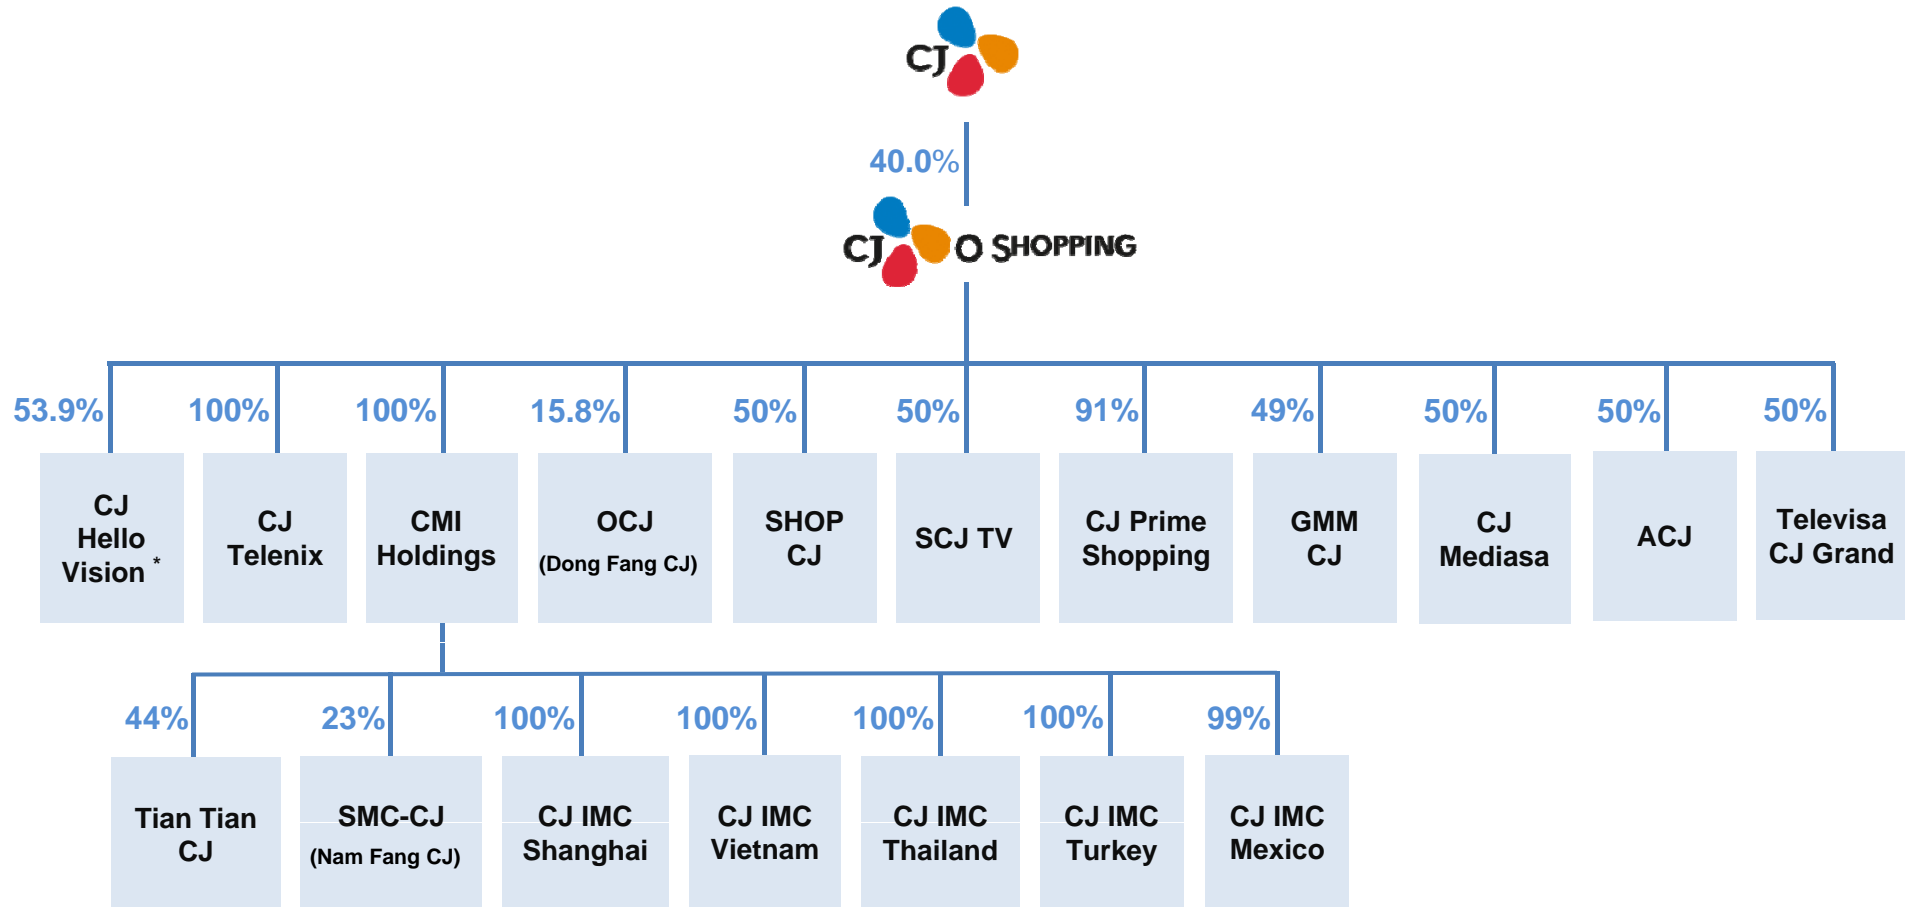 CJ
40.0%
CJ O SHOPPING
53.9% 100% 100% 15.8% 50% 50% 91% 49% 50% 50% 50%
CJ
Hello
Vision *
CJ
Telenix
CMI
Holdings
OCJ
(Dong Fang CJ)
SHOP
CJ
SCJ TV
CJ Prime
Shopping
GMM
CJ
CJ
Mediasa
ACJ
Televisa
CJ Grand
44% 23% 100% 100% 100% 100% 99%
Tian Tian
CJ
SMC-CJ
(Nam Fang CJ)
CJ IMC
Shanghai
CJ IMC
Vietnam
CJ IMC
Thailand
CJ IMC
Turkey
CJ IMC
Mexico